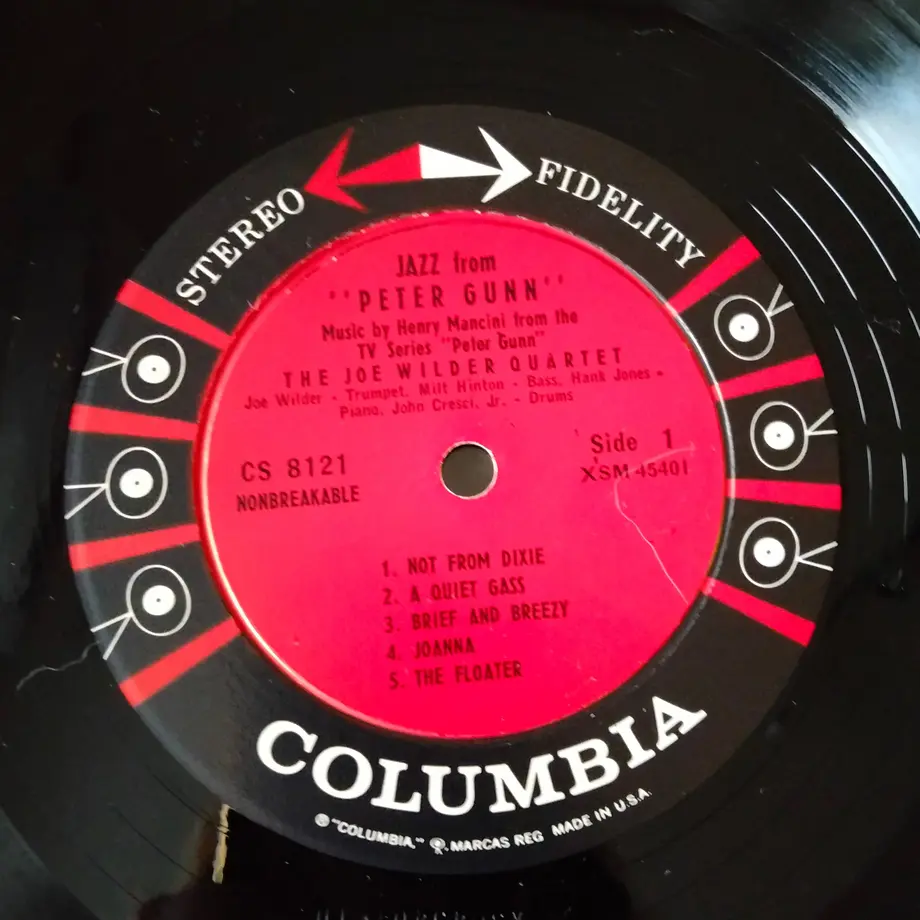 STEREO FIDELITY
JAZZ from
"PETER GUNN"
Music by Henry Mancini from the
TV Series "Peter Gunn"
THE JOE WILDER QUARTET
Joe Wilder - Trumpet, Milt Hinton - Bass, Hank Jones -
Piano, John Cresci, Jr. - Drums
CS 8121
NONBREAKABLE
Side 1
XSM 45401
1. NOT FROM DIXIE
2. A QUIET GASS
3. BRIEF AND BREEZY
4. JOANNA
5. THE FLOATER
COLUMBIA
® "COLUMBIA," MARCAS REG MADE IN U.S.A.